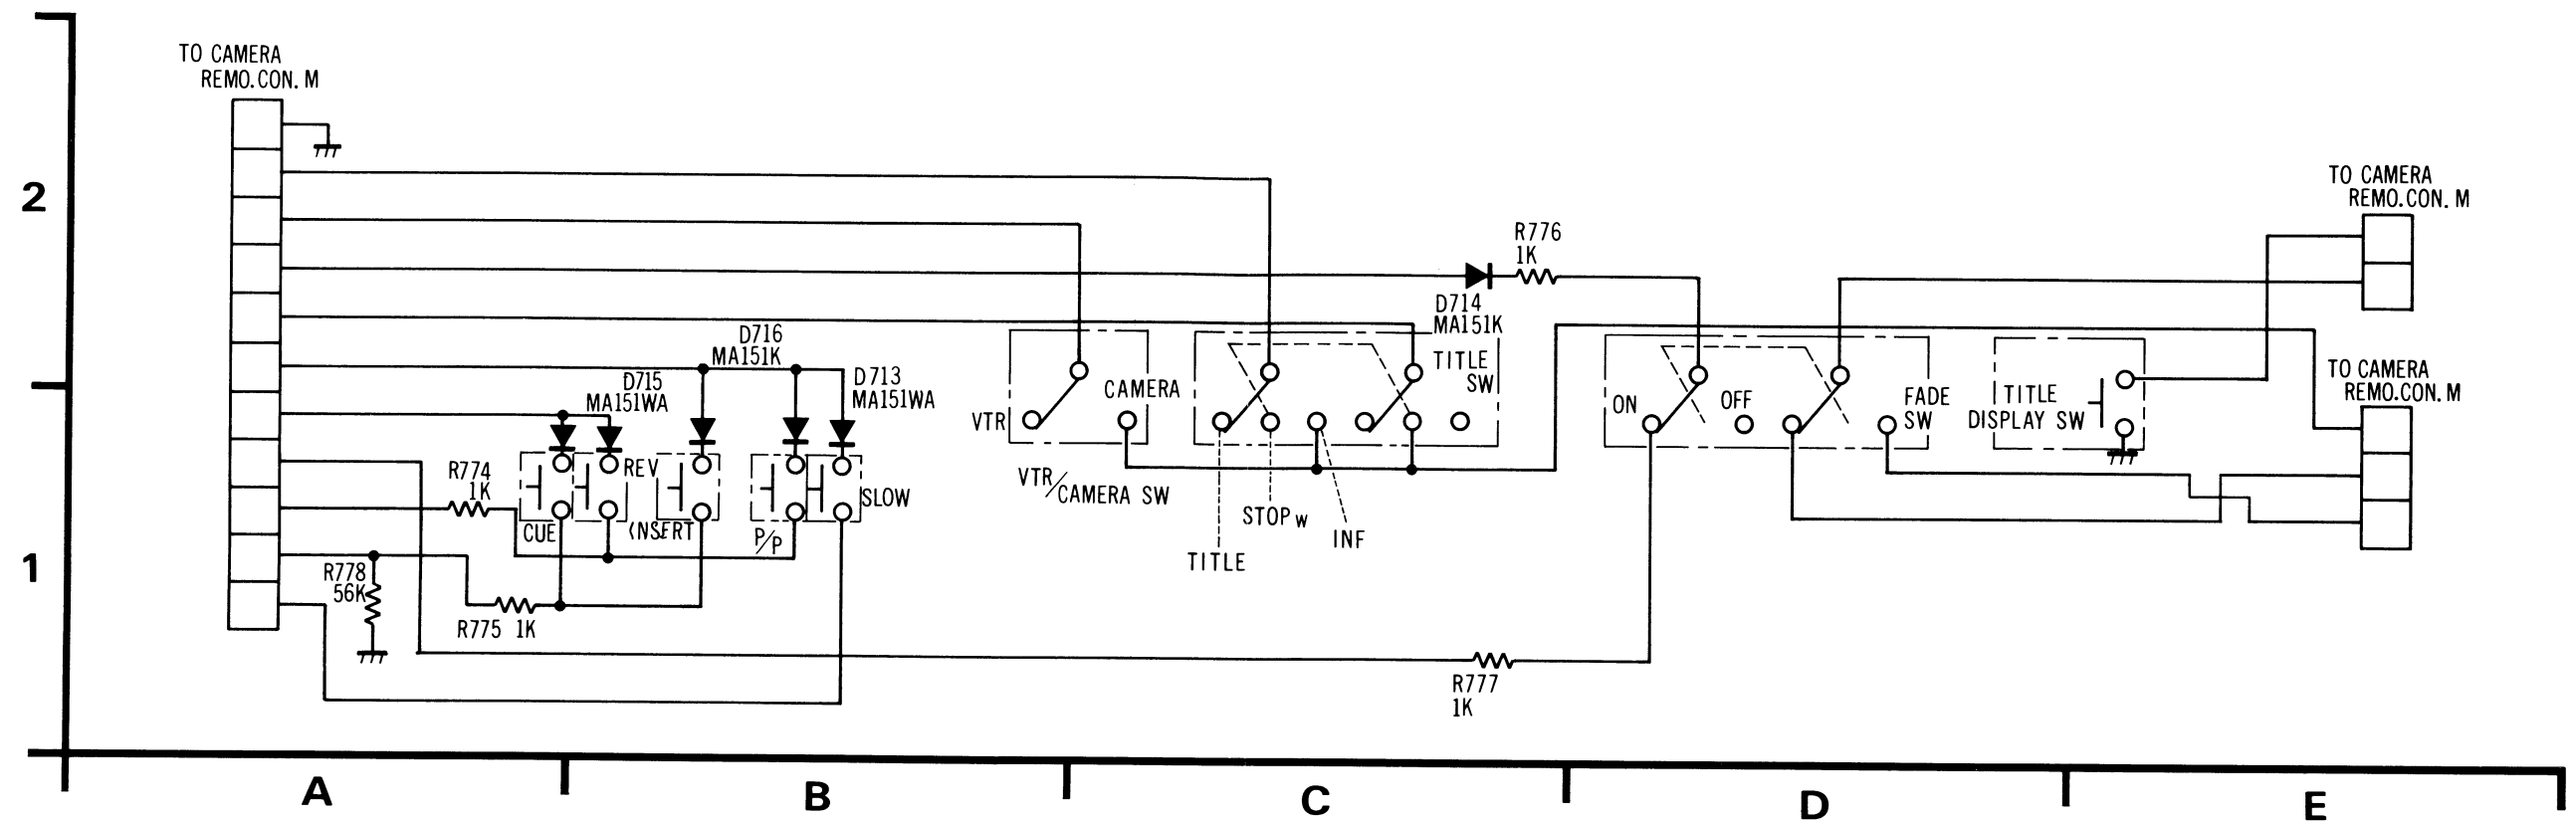 TO CAMERA
REMO.CON. M
2
1
R774
1K
R778
56K
R775 1K
D715
MA151WA
D716
MA151K
D713
MA151WA
CUE
REV
⟨NSERT
P/P
SLOW
VTR
CAMERA
VTR/CAMERA SW
TITLE
SW
TITLE
STOP W
INF
D714
MA151K
R776
1K
R777
1K
ON
OFF
FADE
SW
TITLE
DISPLAY SW
TO CAMERA
REMO.CON. M
TO CAMERA
REMO.CON. M
A
B
C
D
E